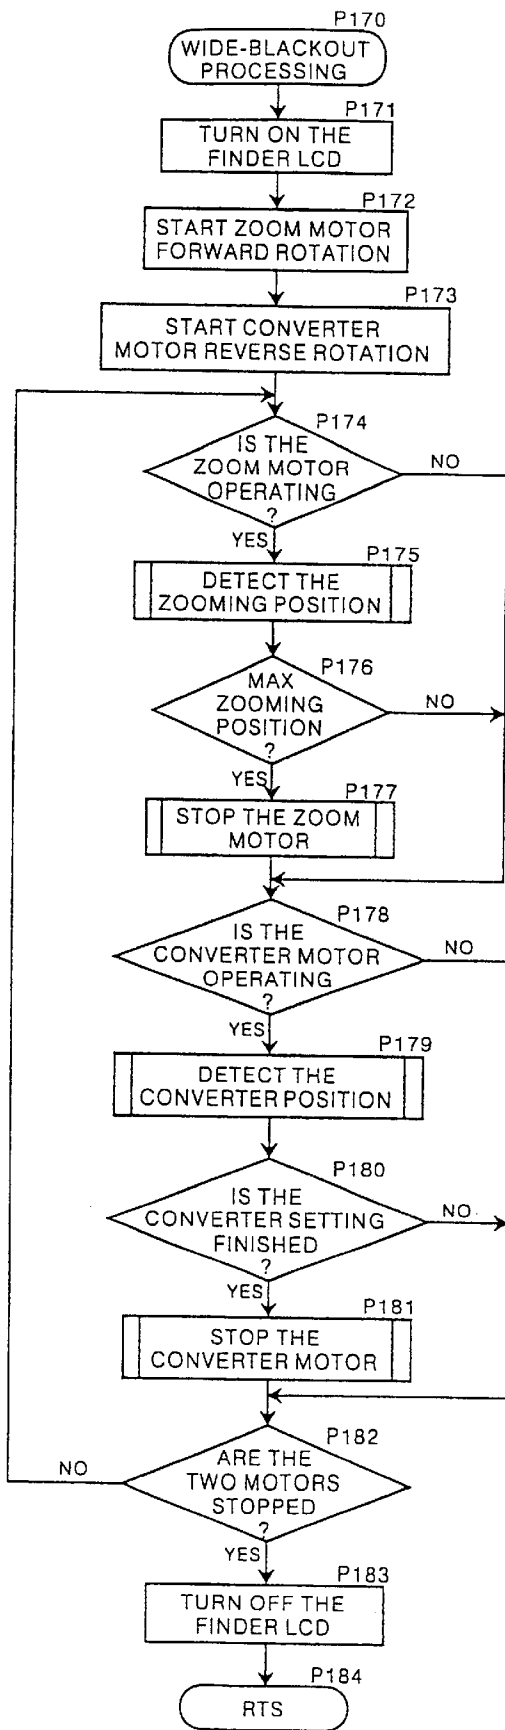 P170
WIDE-BLACKOUT
PROCESSING
P171
TURN ON THE
FINDER LCD
P172
START ZOOM MOTOR
FORWARD ROTATION
P173
START CONVERTER
MOTOR REVERSE ROTATION
P174
IS THE
ZOOM MOTOR
OPERATING
?
NO
YES
P175
DETECT THE
ZOOMING POSITION
P176
MAX
ZOOMING
POSITION
?
NO
YES
P177
STOP THE ZOOM
MOTOR
P178
IS THE
CONVERTER MOTOR
OPERATING
?
NO
YES
P179
DETECT THE
CONVERTER POSITION
P180
IS THE
CONVERTER SETTING
FINISHED
?
NO
YES
P181
STOP THE
CONVERTER MOTOR
P182
ARE THE
TWO MOTORS
STOPPED
?
NO
YES
P183
TURN OFF THE
FINDER LCD
P184
RTS